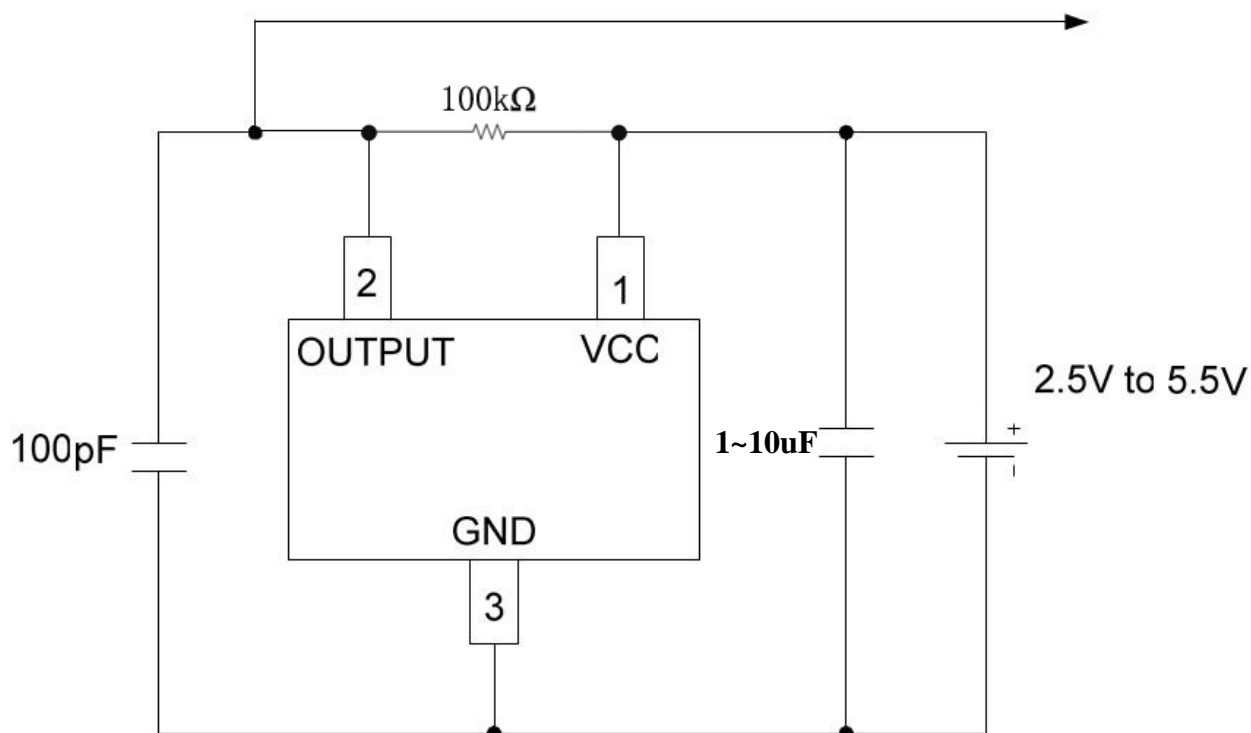 100kΩ
2
1
OUTPUT
VCC
2.5V to 5.5V
+
100pF
1~10uF
-
GND
3